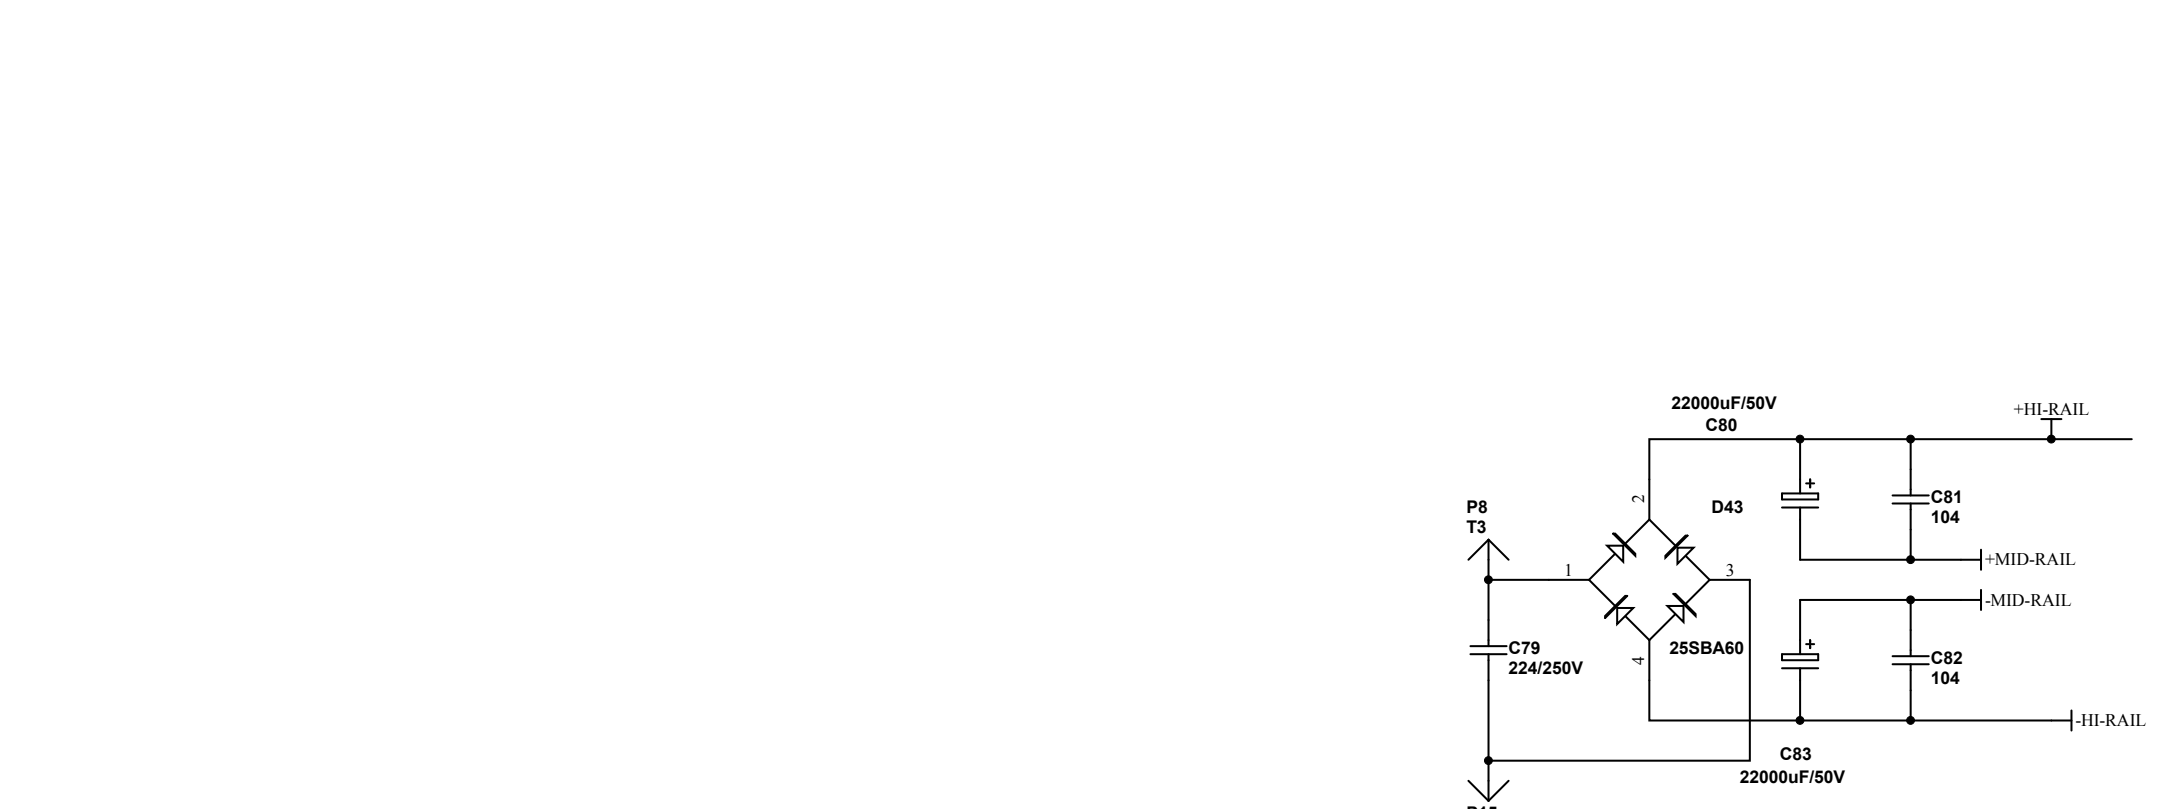 22000uF/50V
C80
+HI-RAIL
2
D43
+
C81
104
P8
T3
+MID-RAIL
1
3
-MID-RAIL
+
C79
224/250V
4
25SBA60
C82
104
-HI-RAIL
C83
22000uF/50V